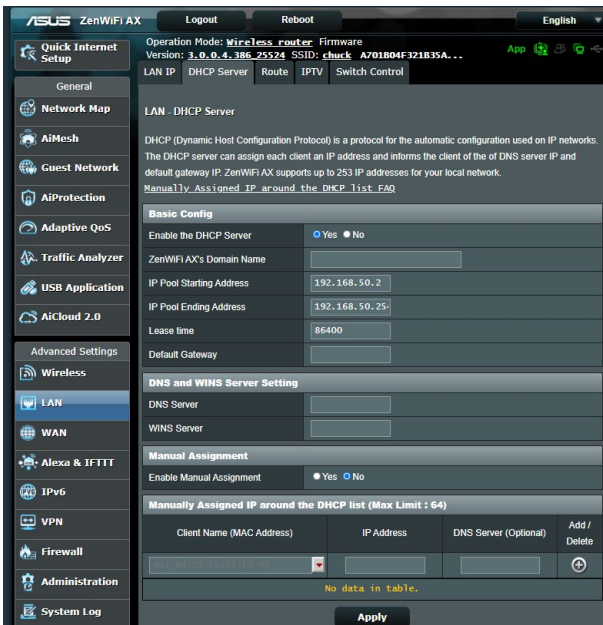 ASUS ZenWiFi AX Logout Reboot English
Quick Internet Setup
Operation Mode: Wireless router Firmware
Version: 3.0.0.4.386_25524 SSID: chuck A701B04F321B35A...
App
LAN IP DHCP Server Route IPTV Switch Control
General
Network Map
AiMesh
Guest Network
AiProtection
Adaptive QoS
Traffic Analyzer
USB Application
AiCloud 2.0
Advanced Settings
Wireless
LAN
WAN
Alexa & IFTTT
IPv6
VPN
Firewall
Administration
System Log
LAN - DHCP Server
DHCP (Dynamic Host Configuration Protocol) is a protocol for the automatic configuration used on IP networks.
The DHCP server can assign each client an IP address and informs the client of the of DNS server IP and
default gateway IP. ZenWiFi AX supports up to 253 IP addresses for your local network.
Manually Assigned IP around the DHCP list FAQ
Basic Config
Enable the DHCP Server Yes No
ZenWiFi AX's Domain Name
IP Pool Starting Address 192.168.50.2
IP Pool Ending Address 192.168.50.25
Lease time 86400
Default Gateway
DNS and WINS Server Setting
DNS Server
WINS Server
Manual Assignment
Enable Manual Assignment Yes No
Manually Assigned IP around the DHCP list (Max Limit : 64)
Client Name (MAC Address) IP Address DNS Server (Optional) Add / Delete
No data in table.
Apply